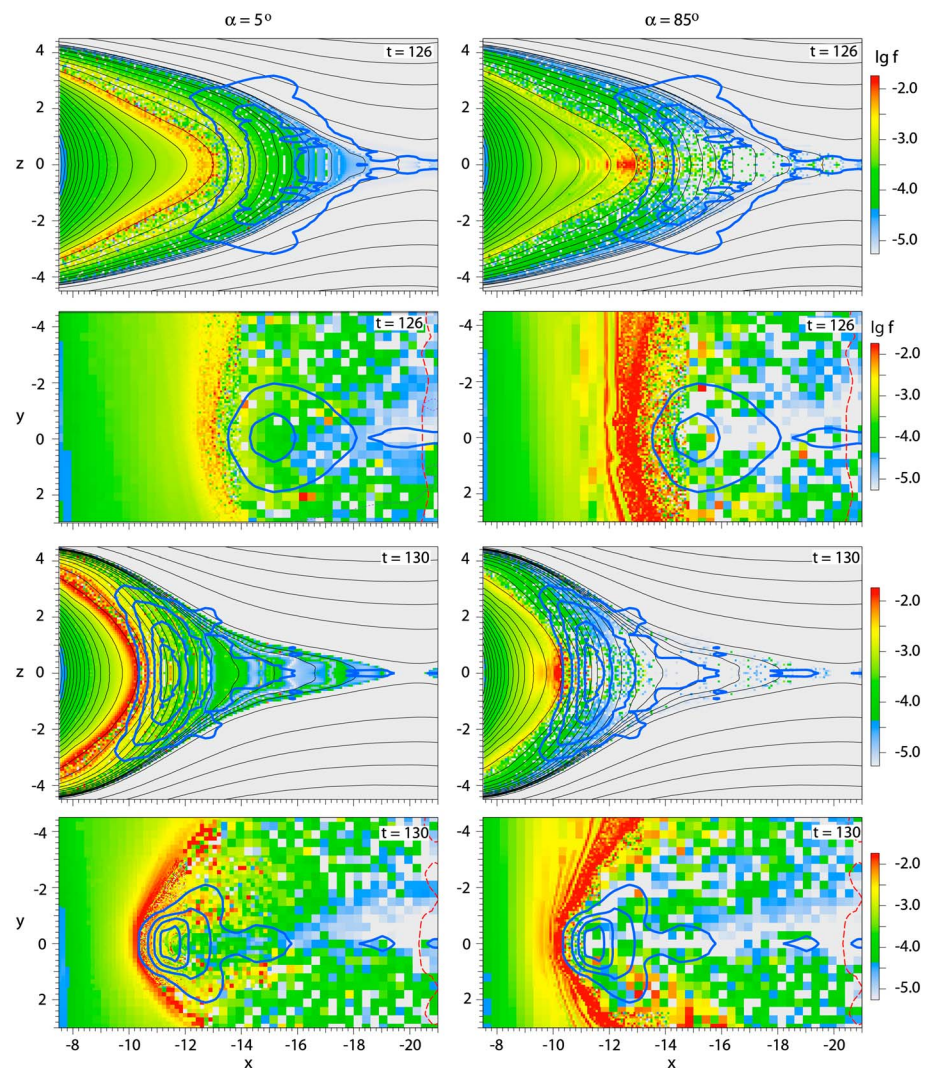 α = 5º α = 85º
t = 126 t = 126 lg f
4 2 0 -2 -4 z
-2.0 -3.0 -4.0 -5.0
t = 126 t = 126 lg f
-4 -2 0 2 y
-2.0 -3.0 -4.0 -5.0
t = 130 t = 130
4 2 0 -2 -4 z
-2.0 -3.0 -4.0 -5.0
t = 130 t = 130
-4 -2 0 2 y
-2.0 -3.0 -4.0 -5.0
-8 -10 -12 -14 -16 -18 -20 -8 -10 -12 -14 -16 -18 -20
x x